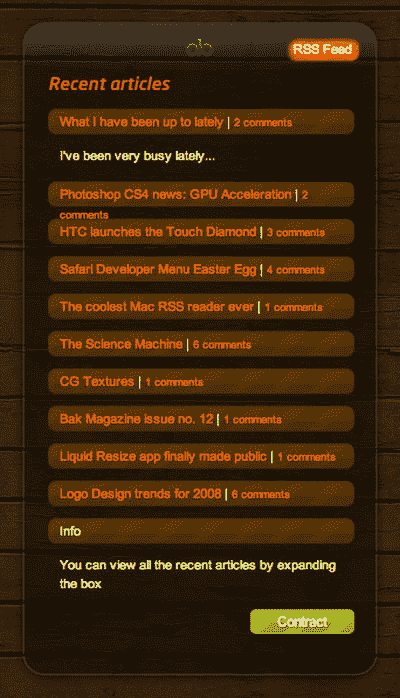 RSS Feed
Recent articles
What I have been up to lately | 2 comments
I've been very busy lately...
Photoshop CS4 news: GPU Acceleration | 2
comments
HTC launches the Touch Diamond | 3 comments
Safari Developer Menu Easter Egg | 4 comments
The coolest Mac RSS reader ever | 1 comments
The Science Machine | 6 comments
CG Textures | 1 comments
Bak Magazine issue no. 12 | 1 comments
Liquid Resize app finally made public | 1 comments
Logo Design trends for 2008 | 6 comments
Info
You can view all the recent articles by expanding
the box
Contract